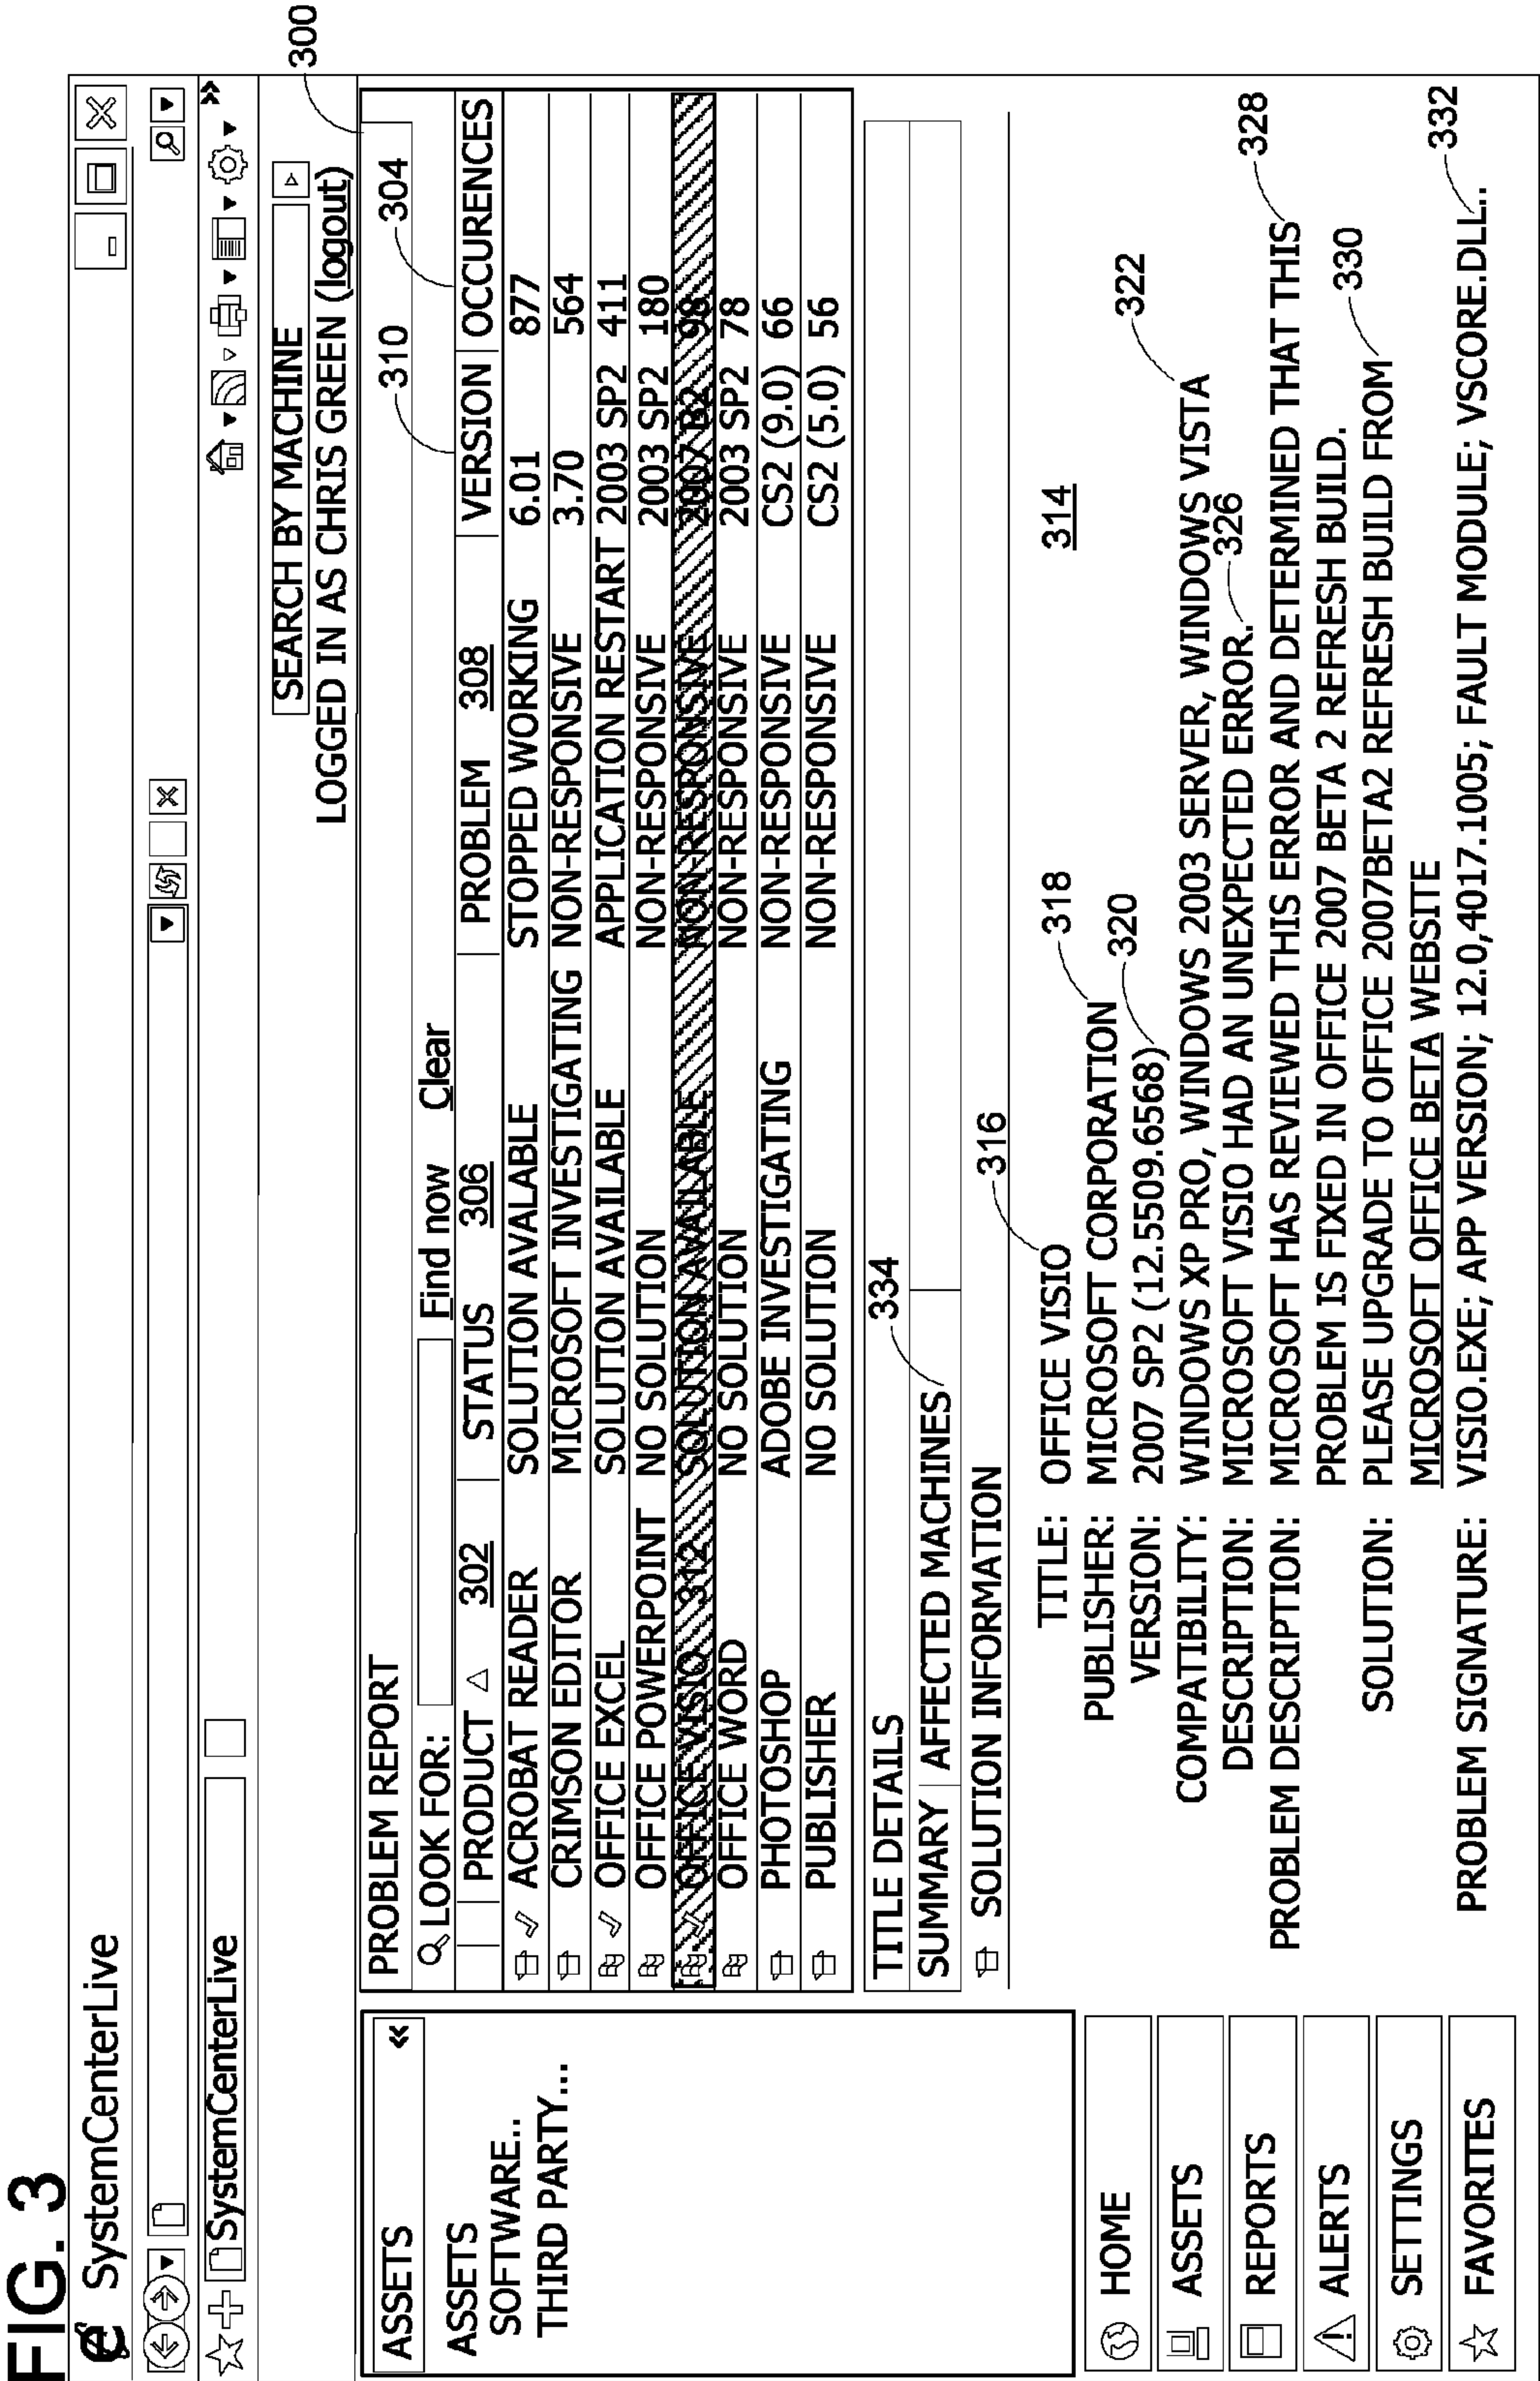 FIG. 3
SystemCenterLive
SystemCenterLive
SEARCH BY MACHINE
LOGGED IN AS CHRIS GREEN (logout)
300
ASSETS
ASSETS
SOFTWARE..
THIRD PARTY...
HOME
ASSETS
REPORTS
ALERTS
SETTINGS
FAVORITES
PROBLEM REPORT 310 304
LOOK FOR: Find now Clear
PRODUCT 302 STATUS 306 PROBLEM 308 VERSION OCCURENCES
ACROBAT READER SOLUTION AVALABLE STOPPED WORKING 6.01 877
CRIMSON EDITOR MICROSOFT INVESTIGATING NON-RESPONSIVE 3.70 564
OFFICE EXCEL SOLUTION AVAILABLE APPLICATION RESTART 2003 SP2 411
OFFICE POWERPOINT NO SOLUTION NON-RESPONSIVE 2003 SP2 180
OFFICE VISIO 312 SOLUTION AVAILABLE NON-RESPONSIVE 2007 B2 98
OFFICE WORD NO SOLUTION NON-RESPONSIVE 2003 SP2 78
PHOTOSHOP ADOBE INVESTIGATING NON-RESPONSIVE CS2 (9.0) 66
PUBLISHER NO SOLUTION NON-RESPONSIVE CS2 (5.0) 56
TITLE DETAILS 334
SUMMARY AFFECTED MACHINES
SOLUTION INFORMATION 316
TITLE: OFFICE VISIO 318 314
PUBLISHER: MICROSOFT CORPORATION 320 322
VERSION: 2007 SP2 (12.5509.6568)
COMPATIBILITY: WINDOWS XP PRO, WINDOWS 2003 SERVER, WINDOWS VISTA
DESCRIPTION: MICROSOFT VISIO HAD AN UNEXPECTED ERROR. 326 328
PROBLEM DESCRIPTION: MICROSOFT HAS REVIEWED THIS ERROR AND DETERMINED THAT THIS
PROBLEM IS FIXED IN OFFICE 2007 BETA 2 REFRESH BUILD. 330
SOLUTION: PLEASE UPGRADE TO OFFICE 2007BETA2 REFRESH BUILD FROM
MICROSOFT OFFICE BETA WEBSITE 332
PROBLEM SIGNATURE: VISIO.EXE; APP VERSION; 12.0,4017.1005; FAULT MODULE; VSCORE.DLL..